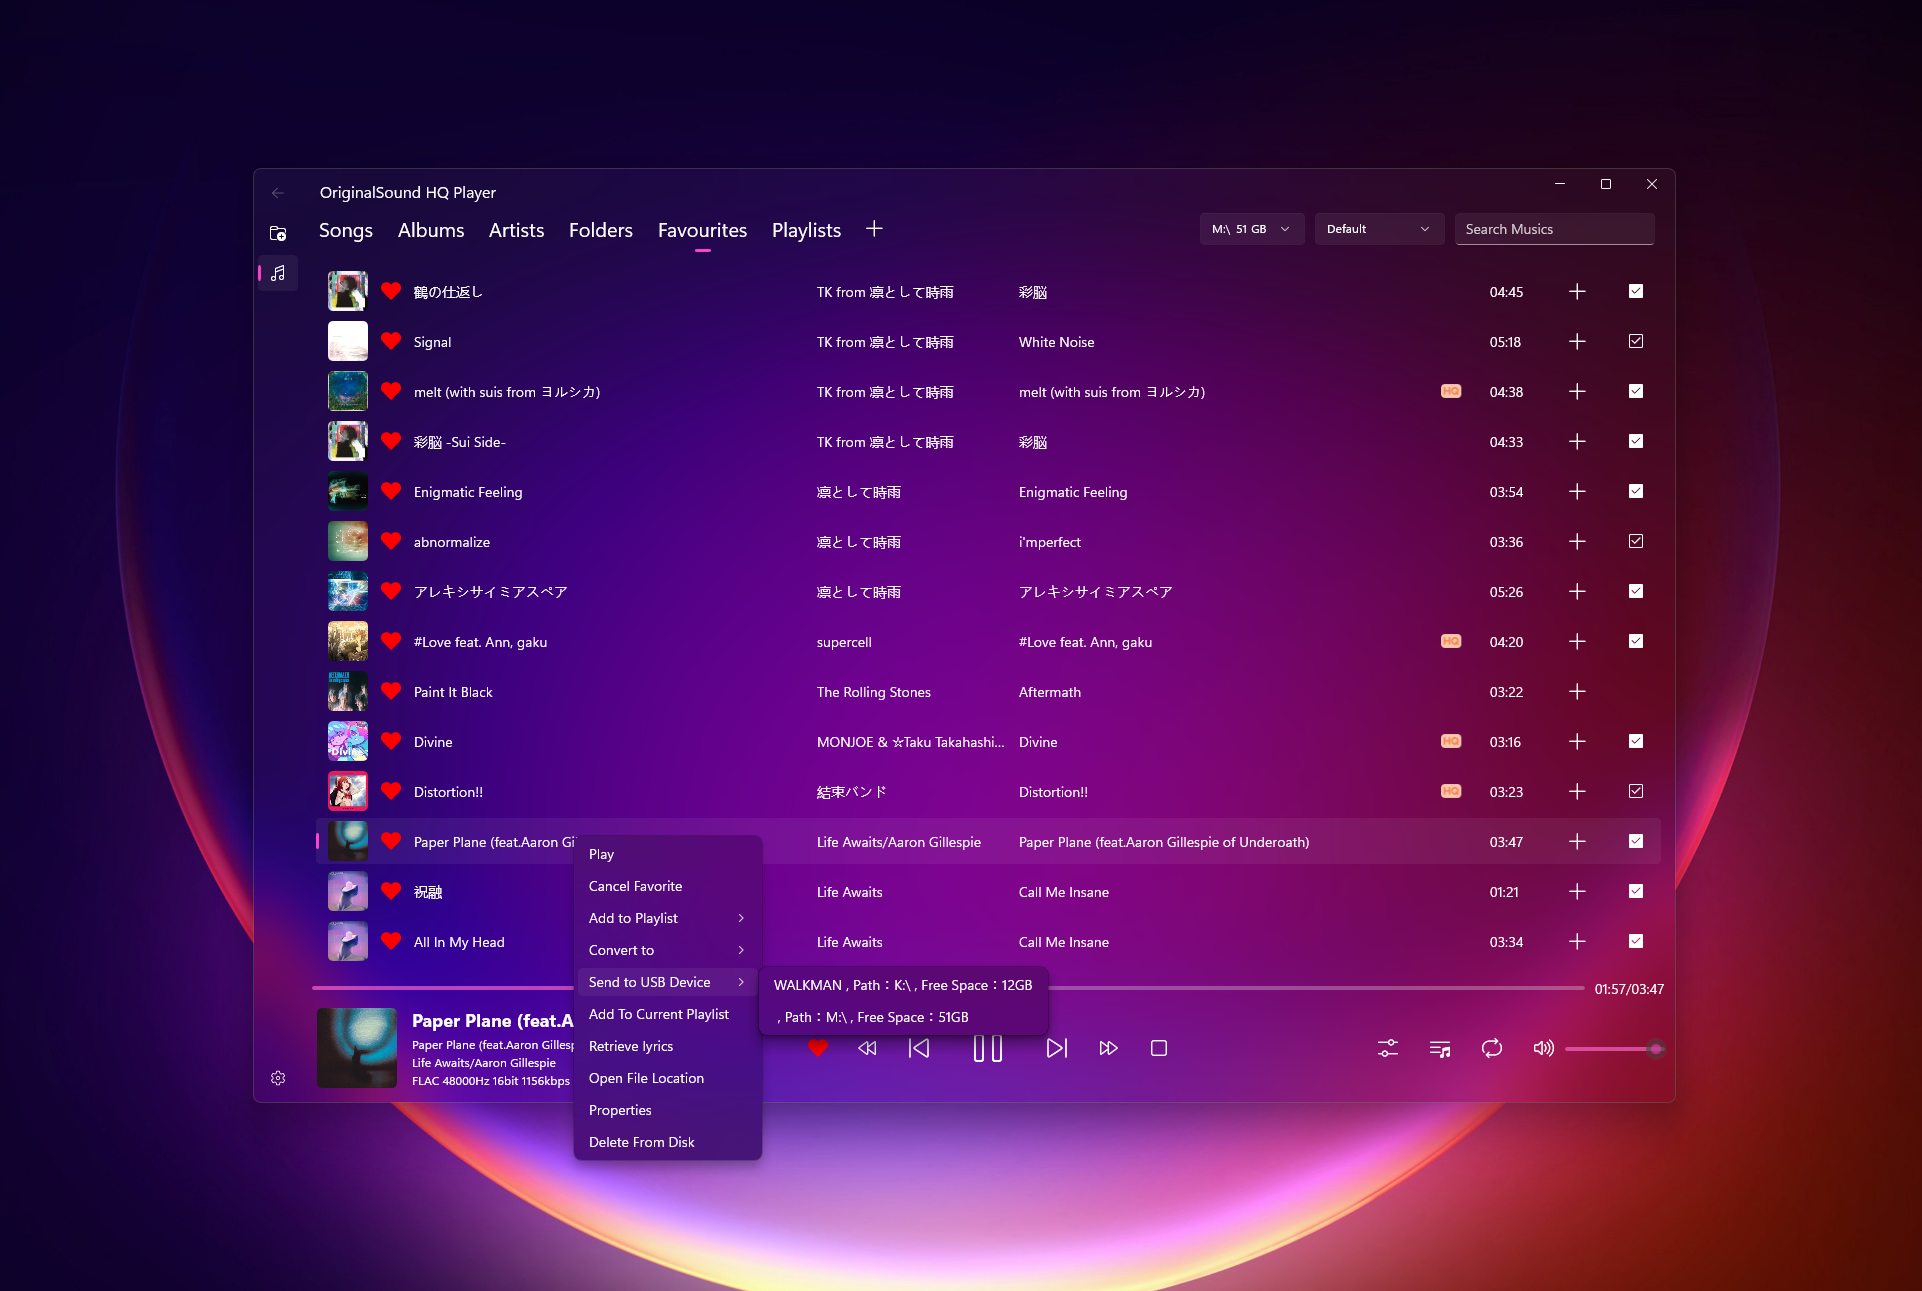 OriginalSound HQ Player
Songs Albums Artists Folders Favourites Playlists
M:\ 51 GB Default Search Musics
鶴の仕返し TK from 凛として時雨 彩脳 04:45
Signal TK from 凛として時雨 White Noise 05:18
melt (with suis from ヨルシカ) TK from 凛として時雨 melt (with suis from ヨルシカ) HQ 04:38
彩脳 -Sui Side- TK from 凛として時雨 彩脳 04:33
Enigmatic Feeling 凛として時雨 Enigmatic Feeling 03:54
abnormalize 凛として時雨 i'mperfect 03:36
アレキシサイミアスペア 凛として時雨 アレキシサイミアスペア 05:26
#Love feat. Ann, gaku supercell #Love feat. Ann, gaku HQ 04:20
Paint It Black The Rolling Stones Aftermath 03:22
Divine MONJOE & ☆Taku Takahashi... Divine HQ 03:16
Distortion!! 結束バンド Distortion!! HQ 03:23
Paper Plane (feat.Aaron Gi Life Awaits/Aaron Gillespie Paper Plane (feat.Aaron Gillespie of Underoath) 03:47
祝融 Life Awaits Call Me Insane 01:21
All In My Head Life Awaits Call Me Insane 03:34
Play
Cancel Favorite
Add to Playlist
Convert to
Send to USB Device
Add To Current Playlist
Retrieve lyrics
Open File Location
Properties
Delete From Disk
WALKMAN , Path：K:\ , Free Space：12GB
, Path：M:\ , Free Space：51GB
01:57/03:47
Paper Plane (feat.A
Paper Plane (feat.Aaron Gillesp
Life Awaits/Aaron Gillespie
FLAC 48000Hz 16bit 1156kbps